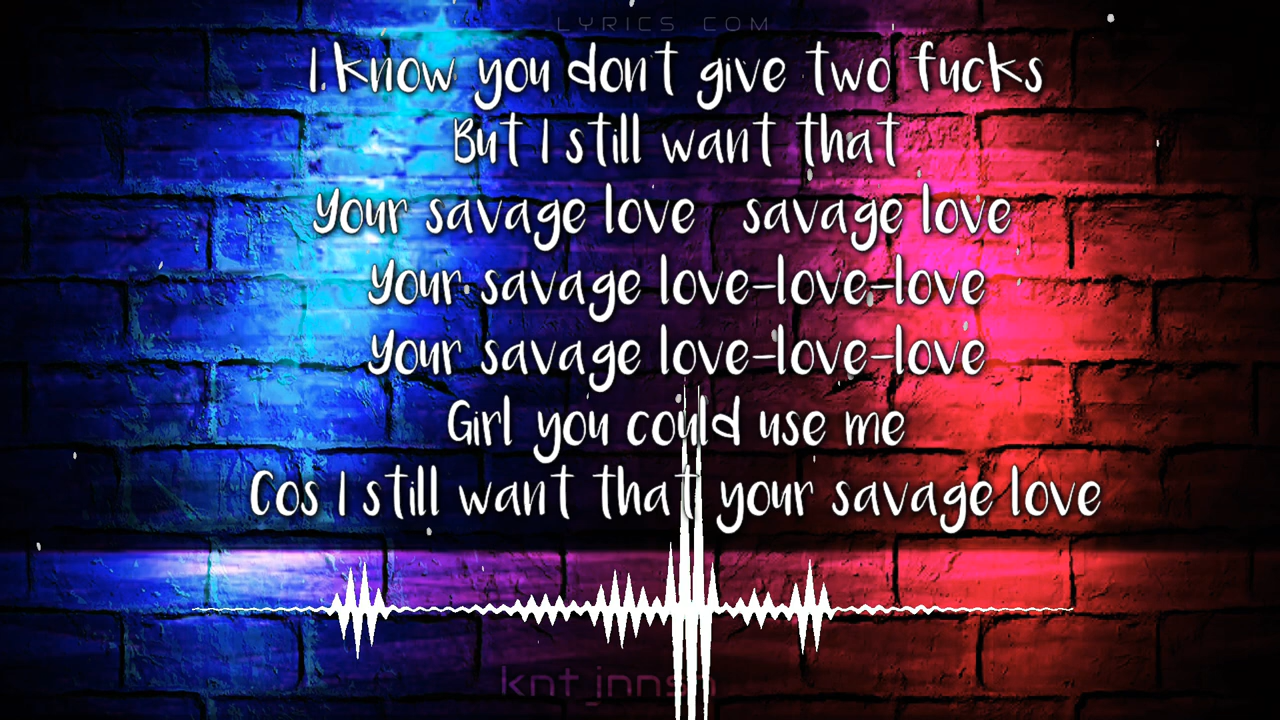 LYRICS COM
I know you don't give two fucks
But I still want that
Your savage love savage love
Your savage love-love-love
Your savage love-love-love
Girl you could use me
Cos I still want that your savage love
knt jnnsn